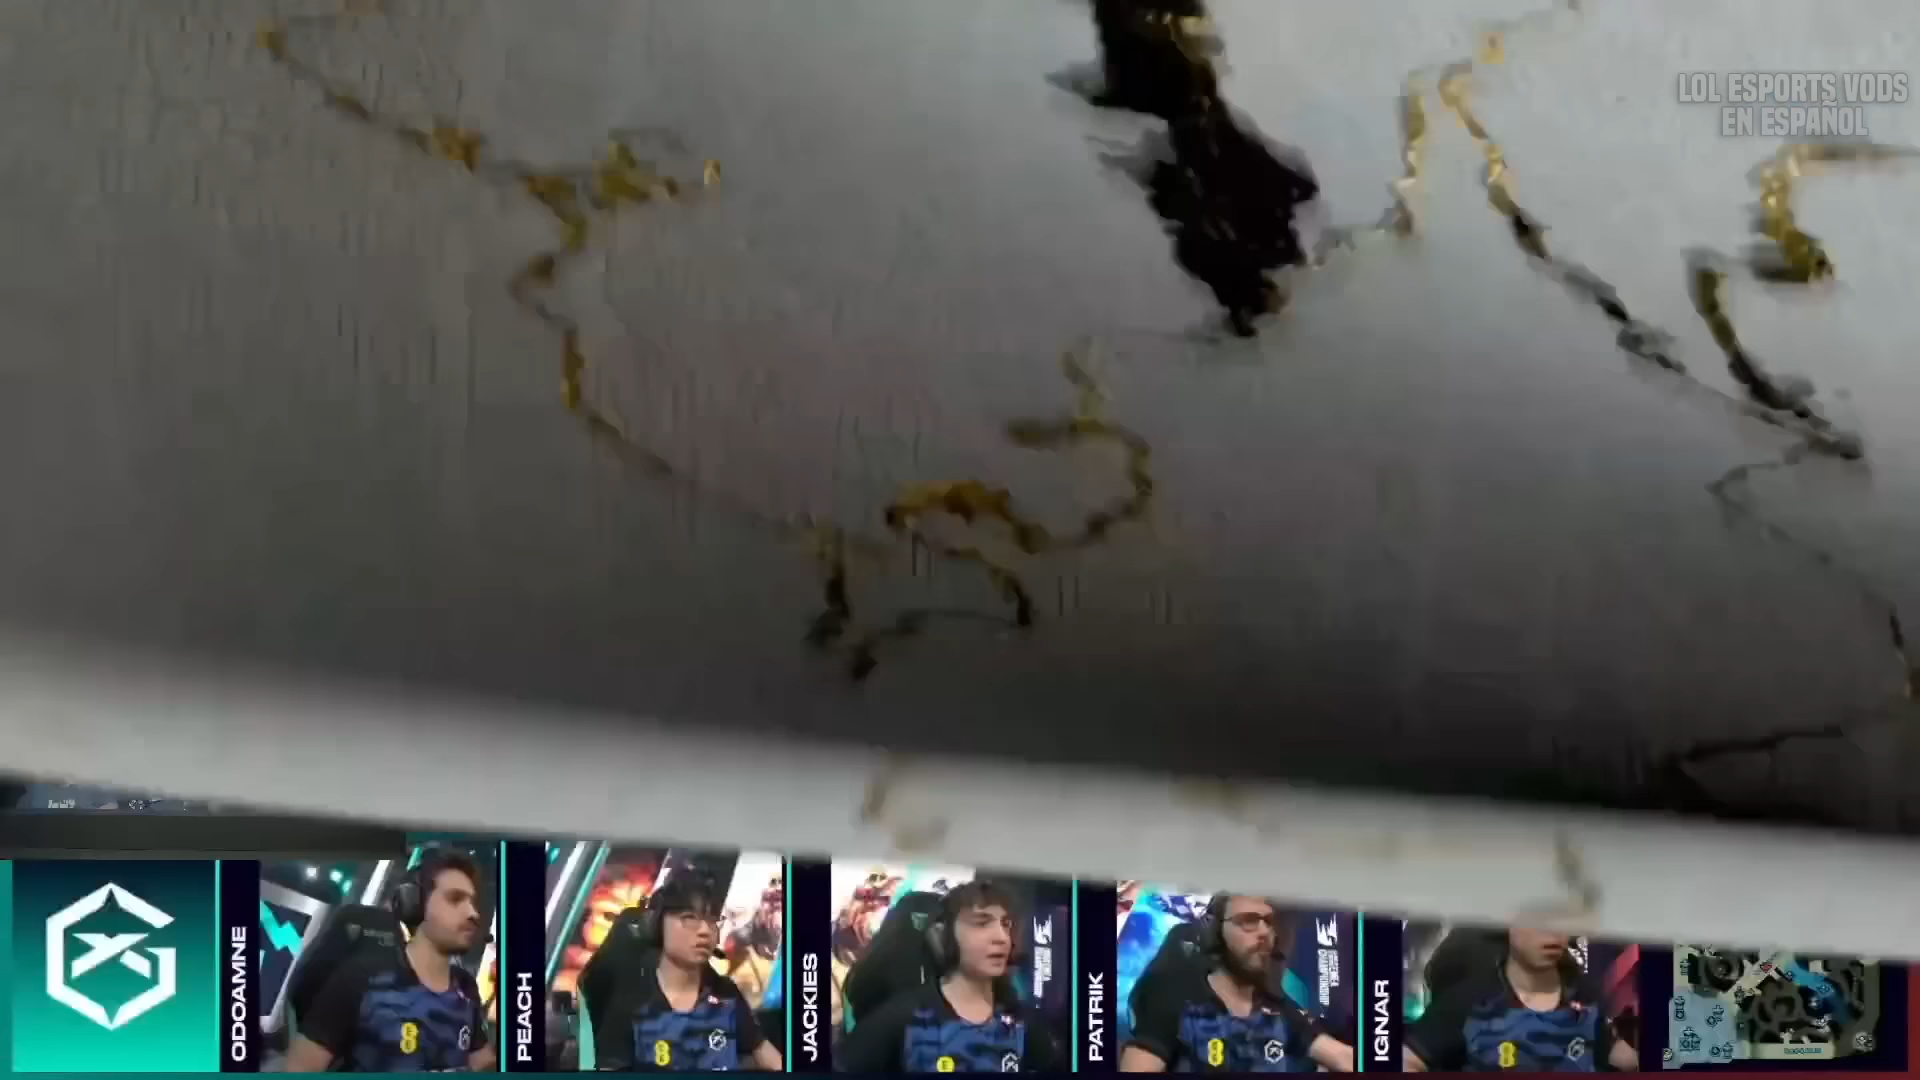 LOL ESPORTS VODS
EN ESPAÑOL
ODOAMNE
PEACH
JACKIES
PATRIK
IGNAR